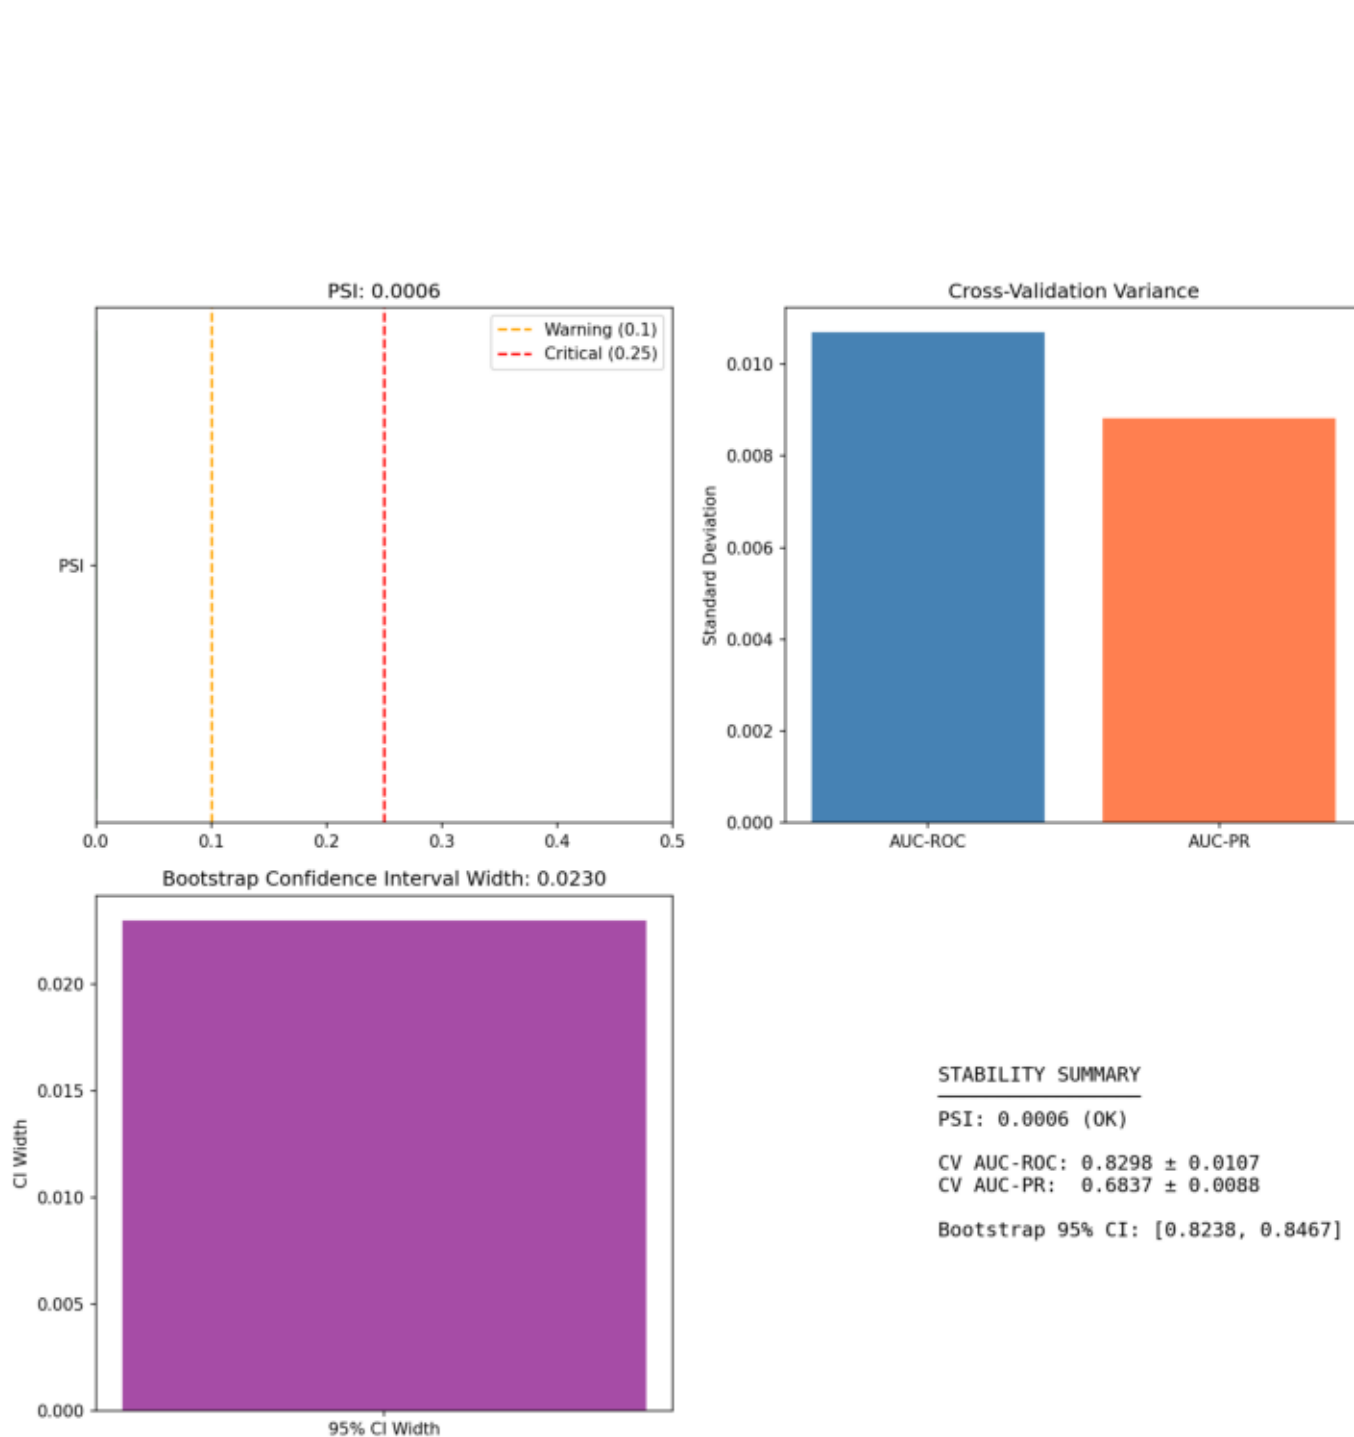 PSI: 0.0006
Warning (0.1)
Critical (0.25)
PSI
0.0
0.1
0.2
0.3
0.4
0.5
Cross-Validation Variance
Standard Deviation
0.010
0.008
0.006
0.004
0.002
0.000
AUC-ROC
AUC-PR
Bootstrap Confidence Interval Width: 0.0230
CI Width
0.020
0.015
0.010
0.005
0.000
95% CI Width
STABILITY SUMMARY
PSI: 0.0006 (OK)
CV AUC-ROC: 0.8298 ± 0.0107
CV AUC-PR: 0.6837 ± 0.0088
Bootstrap 95% CI: [0.8238, 0.8467]